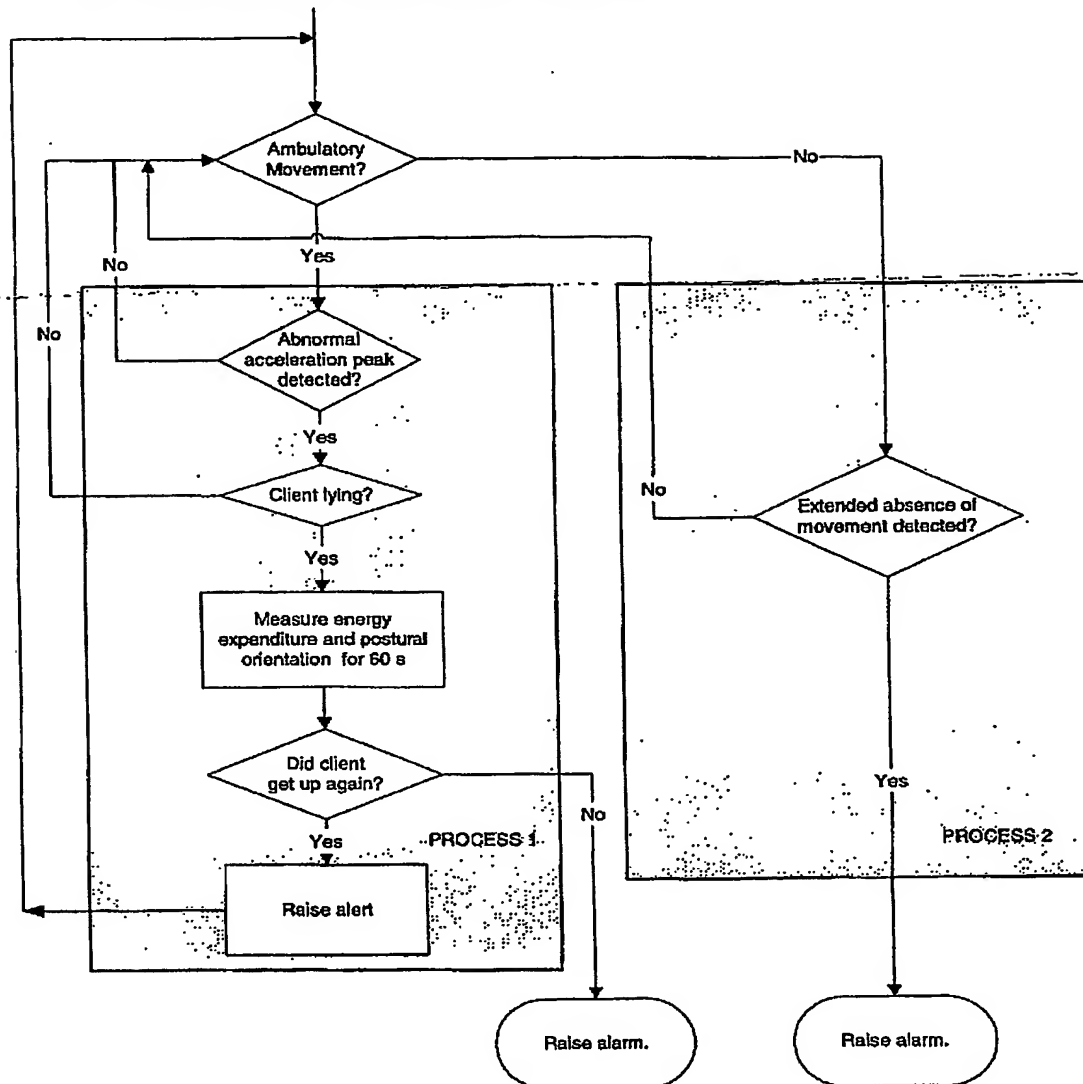 Ambulatory
Movement?
No
Yes
No
No
Abnormal
acceleration peak
detected?
Yes
Client lying?
No
Extended absence of
movement detected?
Yes
Measure energy
expenditure and postural
orientation for 60 s
Did client
get up again?
Yes
No
Yes
PROCESS 1
PROCESS 2
Raise alert
Raise alarm.
Raise alarm.